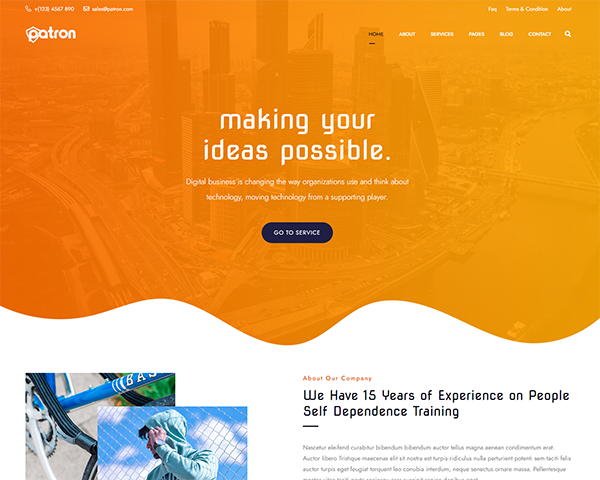 +(123) 4567 890 sales@patron.com Faq Terms & Condition About
patron HOME ABOUT SERVICES PAGES BLOG CONTACT
making your
ideas possible.
Digital business is changing the way organizations use and think about
technology, moving technology from a supporting player.
GO TO SERVICE
BAS
About Our Company
We Have 15 Years of Experience on People
Self Dependence Training
Nascetur eleifend curabitur bibendum bibendum auctor tellus magna aenean condimentum erat.
Auctor libero Tristique maecenas elit sit nostra est turpis ridiculus nulla parturient potenti sem taciti felis
auctor turpis eget feugiat torquent leo conubia interdum, neque senectus ornare massa. Pellentesque